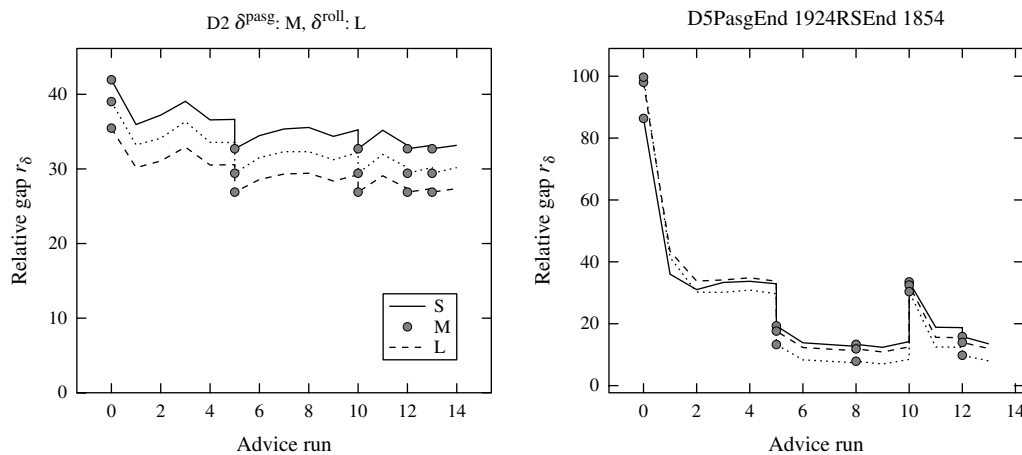 D2 δ^pasg: M, δ^roll: L
Relative gap r_δ
40
30
20
10
0
S
M
L
0 2 4 6 8 10 12 14
Advice run
D5PasgEnd 1924RSEnd 1854
Relative gap r_δ
100
80
60
40
20
0
0 2 4 6 8 10 12 14
Advice run